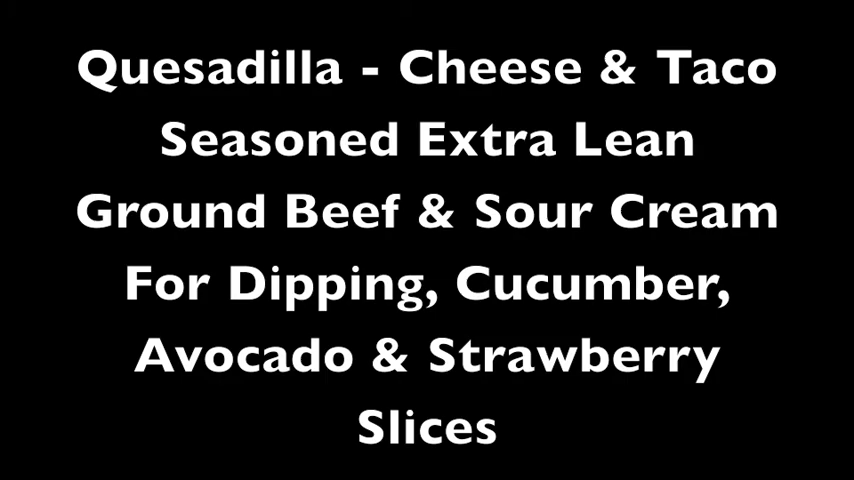 Quesadilla - Cheese & Taco
Seasoned Extra Lean
Ground Beef & Sour Cream
For Dipping, Cucumber,
Avocado & Strawberry
Slices